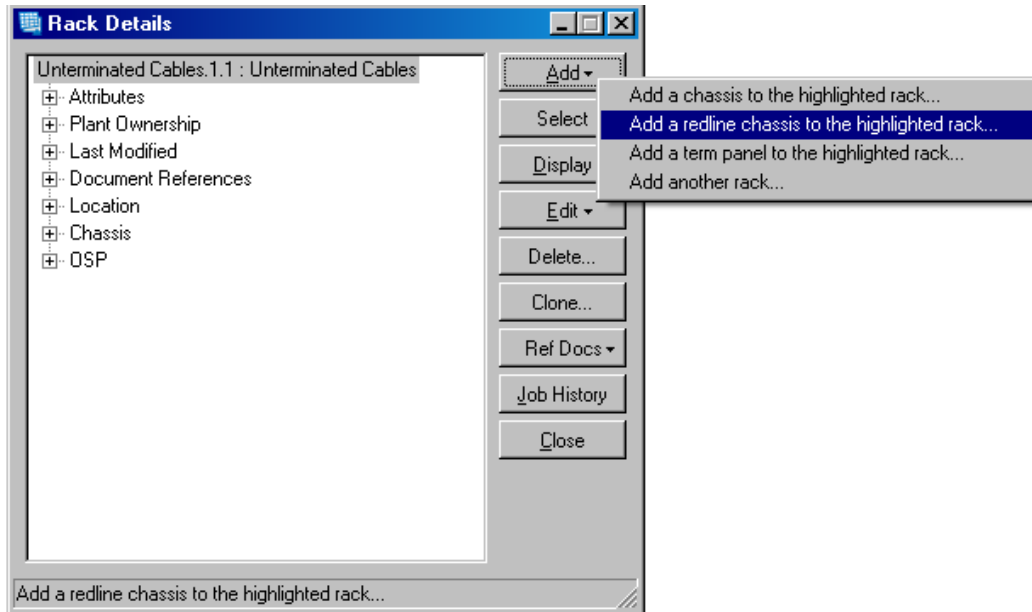 Rack Details
Unterminated Cables.1.1 : Unterminated Cables
Attributes
Plant Ownership
Last Modified
Document References
Location
Chassis
OSP
Add
Select
Display
Edit
Delete...
Clone...
Ref Docs
Job History
Close
Add a chassis to the highlighted rack...
Add a redline chassis to the highlighted rack...
Add a term panel to the highlighted rack...
Add another rack...
Add a redline chassis to the highlighted rack...